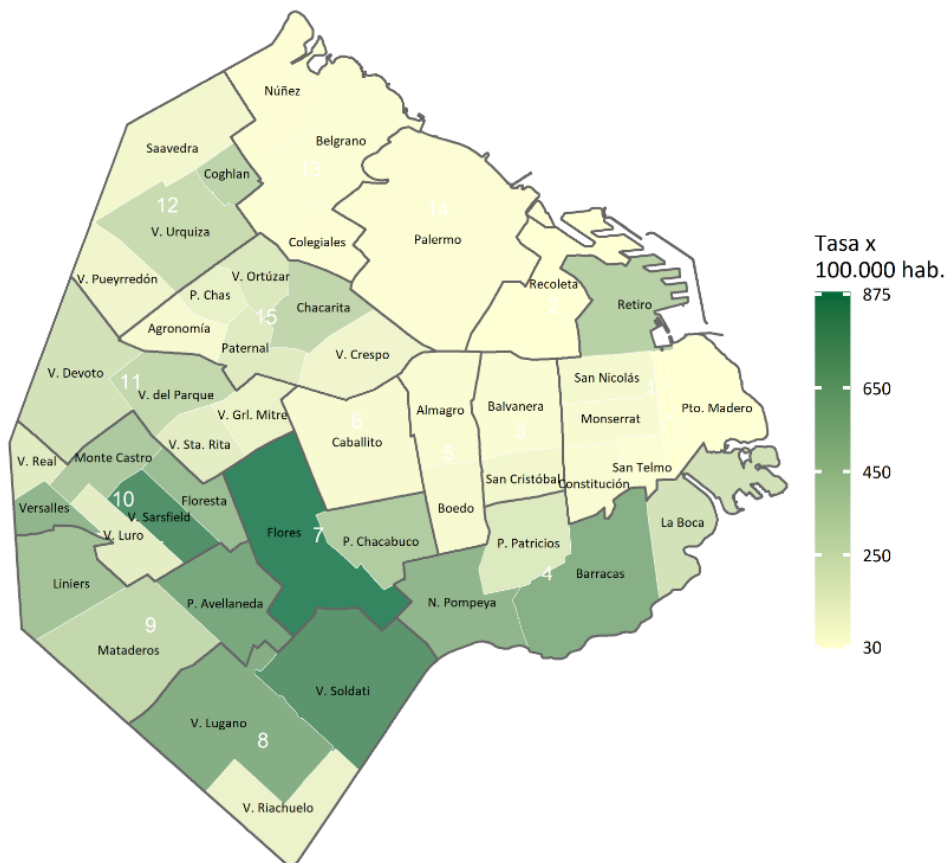 Núñez
Belgrano
Saavedra
13
Coghlan
12
14
V. Urquiza
Colegiales
Palermo
Tasa x
100.000 hab.
V. Pueyrredón
V. Ortúzar
Recoleta
875
P. Chas
Chacarita
2
Retiro
Agronomía
15
Paternal
V. Crespo
V. Devoto
11
San Nicolás
1
650
V. del Parque
Almagro
Balvanera
Pto. Madero
V. Grl. Mitre
6
Monserrat
3
V. Sta. Rita
Caballito
5
Monte Castro
V. Real
San Telmo
450
San Cristóbal
Constitución
10
Versalles
Floresta
V. Sarsfield
Boedo
La Boca
V. Luro
Flores
7
P. Chacabuco
P. Patricios
250
Liniers
4
Barracas
P. Avellaneda
N. Pompeya
9
Mataderos
30
V. Soldati
V. Lugano
8
V. Riachuelo